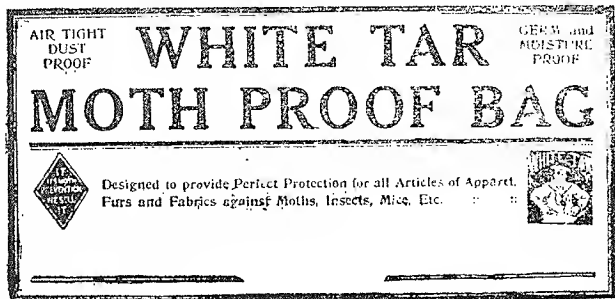 AIR TIGHT
DUST
PROOF
WHITE TAR
GERM and
MOISTURE
PROOF
MOTH PROOF BAG
Designed to provide Perfect Protection for all Articles of Apparel,
Furs and Fabrics against Moths, Insects, Mice, Etc. :: ::